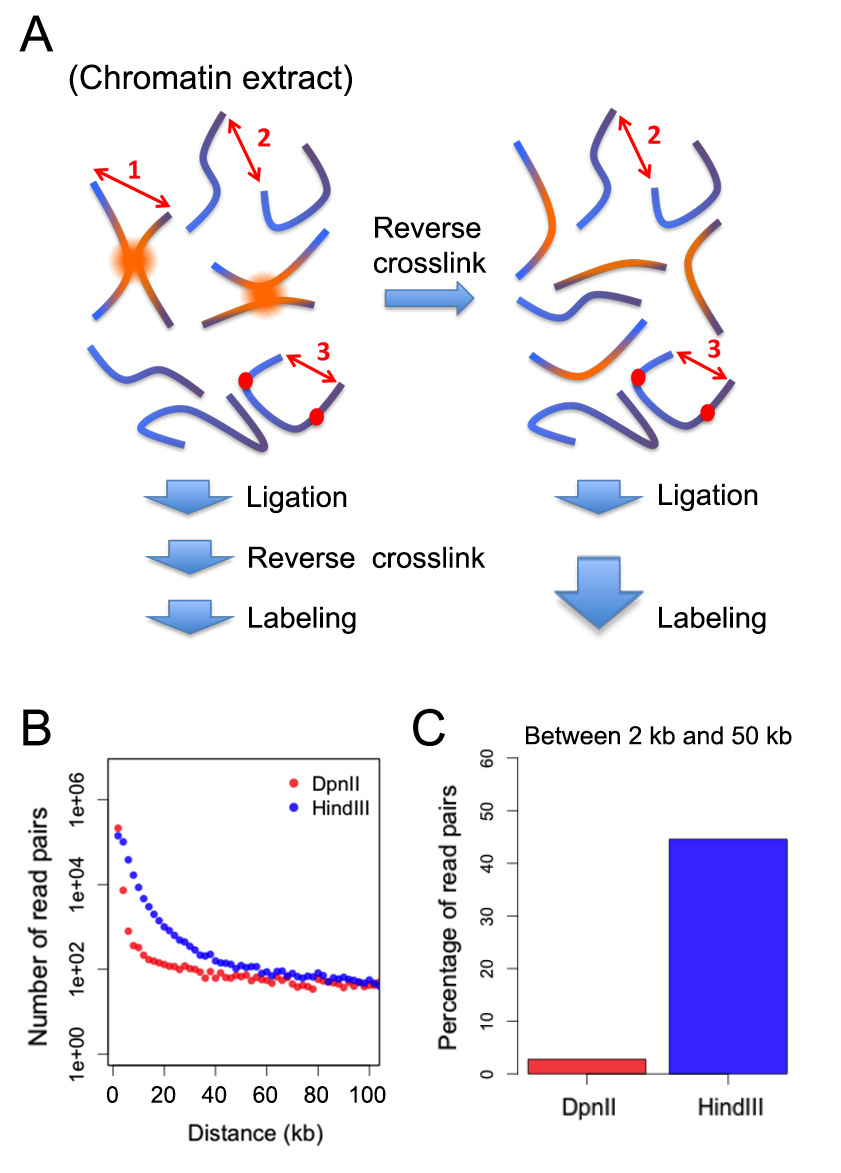 A
(Chromatin extract)
1
2
3
Reverse
crosslink
2
3
Ligation
Reverse crosslink
Labeling
Ligation
Labeling
B
Number of read pairs
1e+06
1e+04
1e+02
1e+00
DpnII
HindIII
0 20 40 60 80 100
Distance (kb)
C
Between 2 kb and 50 kb
Percentage of read pairs
60
50
40
30
20
10
0
DpnII HindIII